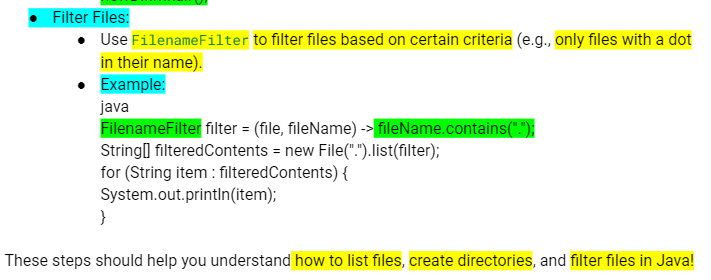 ● Filter Files:
● Use FilenameFilter to filter files based on certain criteria (e.g., only files with a dot
in their name).
● Example:
java
FilenameFilter filter = (file, fileName) -> fileName.contains(".");
String[] filteredContents = new File(".").list(filter);
for (String item : filteredContents) {
System.out.println(item);
}
These steps should help you understand how to list files, create directories, and filter files in Java!